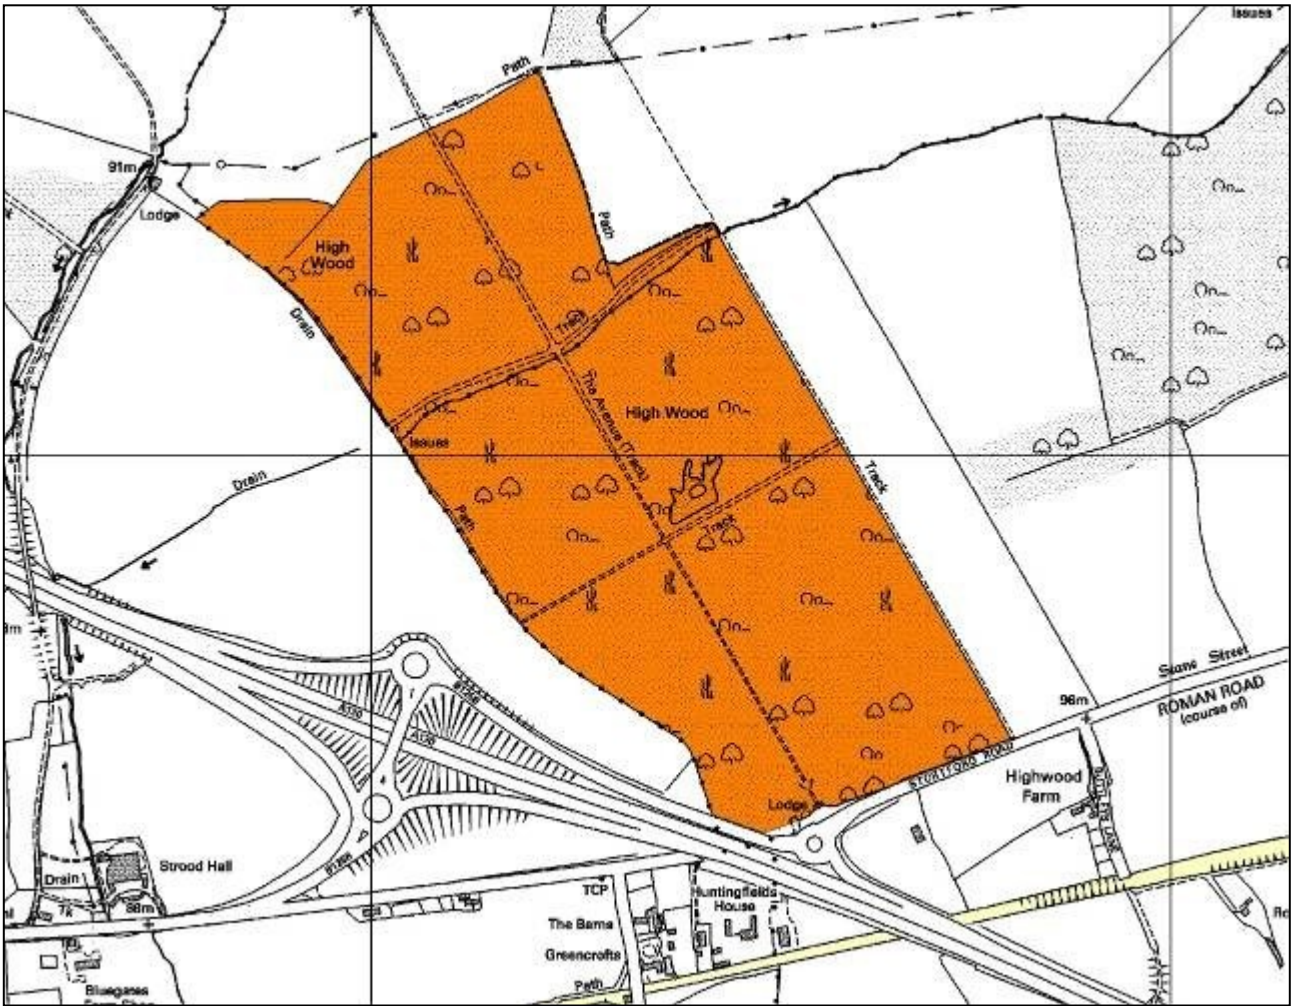 Issues
Path
91m
Lodge
Path
High
Wood
Drain
Track
The Avenue (Track)
High Wood
Issues
Drain
Track
Path
Track
Stane Street
ROMAN ROAD
(course of)
96m
A120
A120
STORTFORD ROAD
Highwood
Farm
Lodge
Strood Hall
Drain
TCP
Huntingfields
House
The Barns
Greencrofts
Path
Bluegates